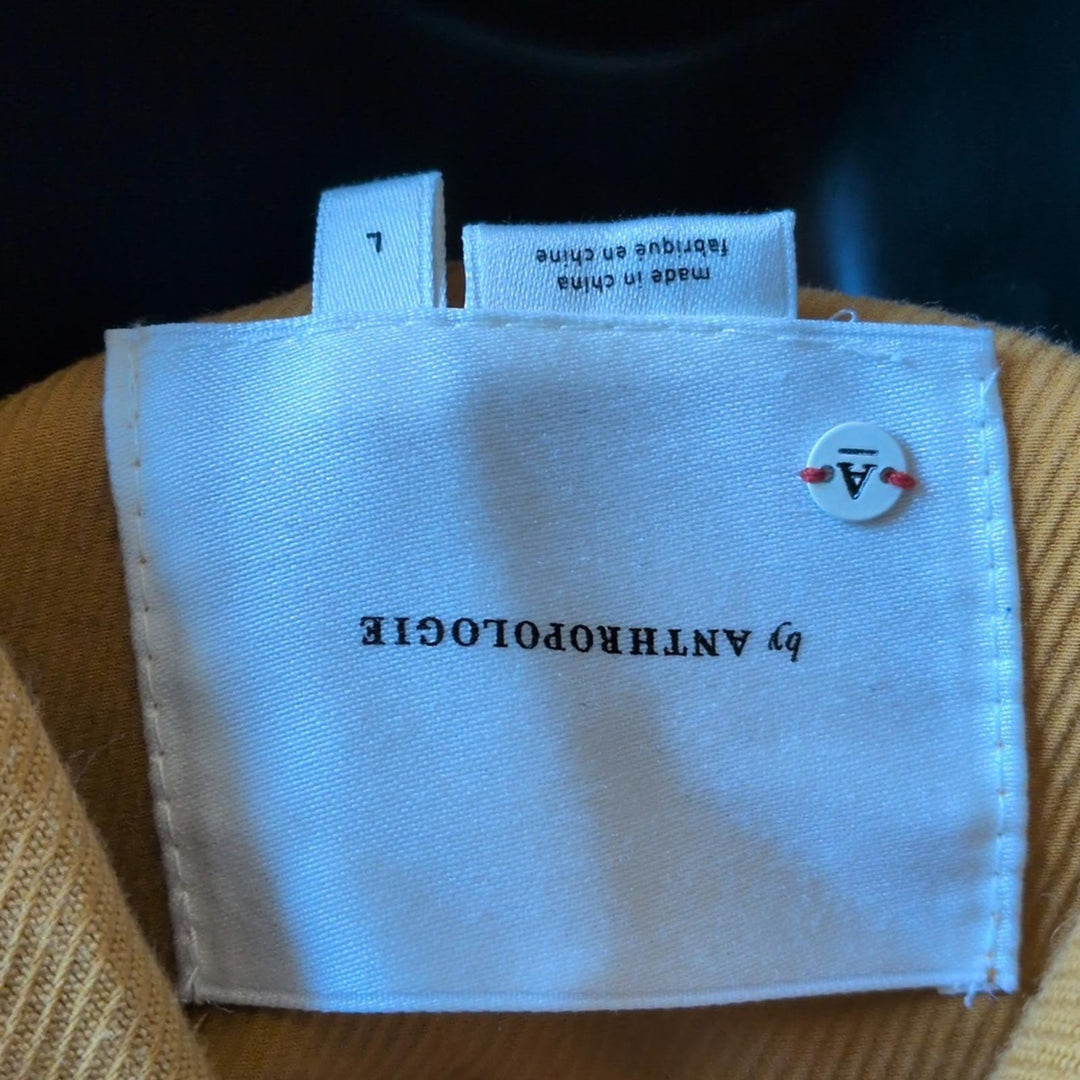 A
by ANTHROPOLOGIE
made in china
fabriqué en chine
L